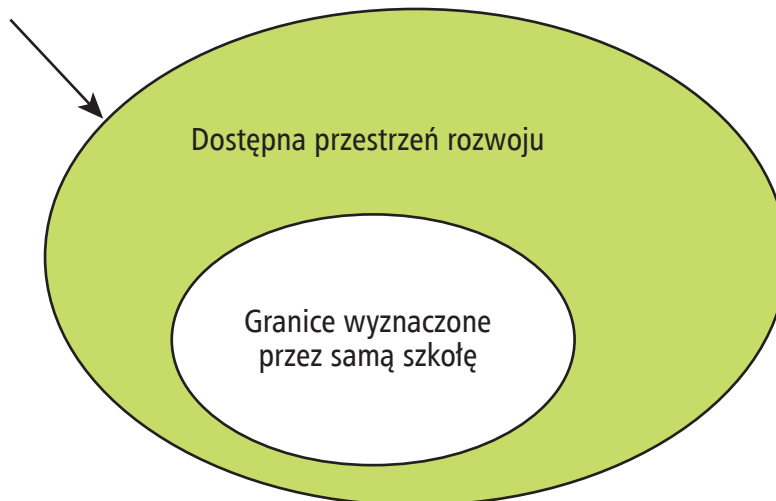 Dostępna przestrzeń rozwoju
Granice wyznaczone
przez samą szkołę